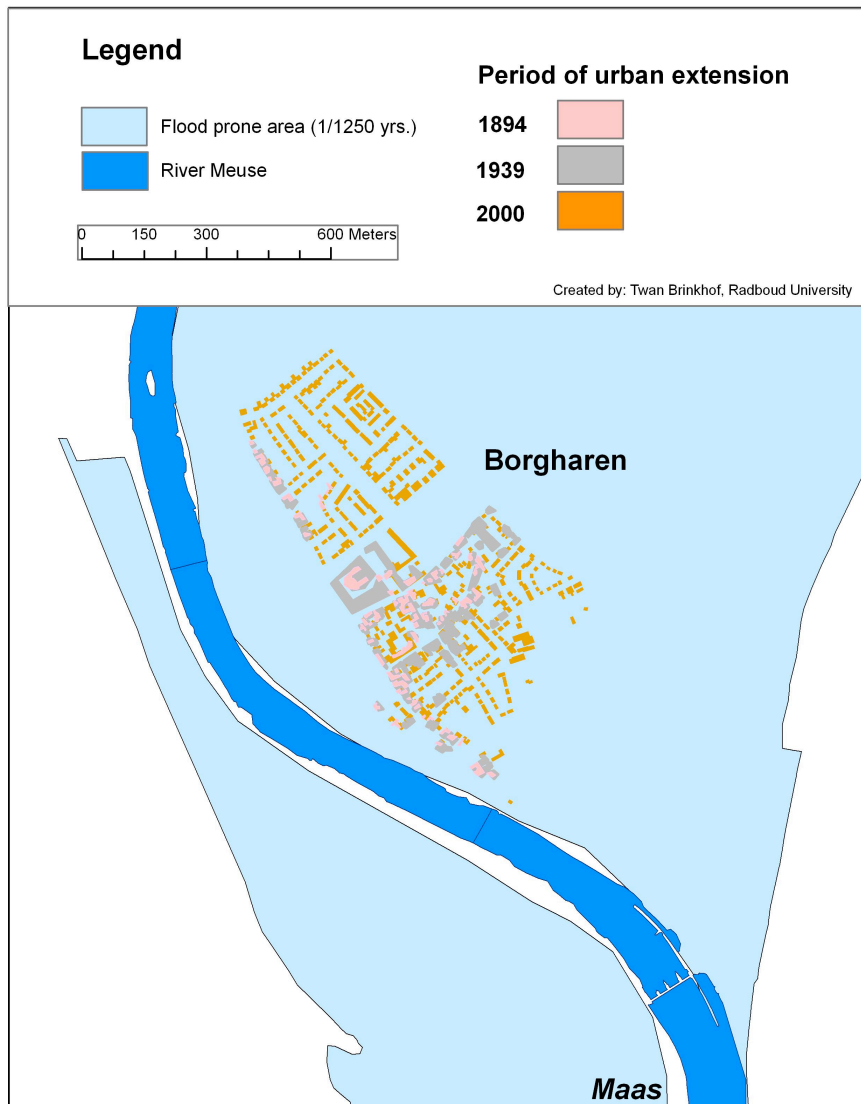 Legend
Flood prone area (1/1250 yrs.)
River Meuse
0 150 300 600 Meters
Period of urban extension
1894
1939
2000
Created by: Twan Brinkhof, Radboud University
Borgharen
Maas